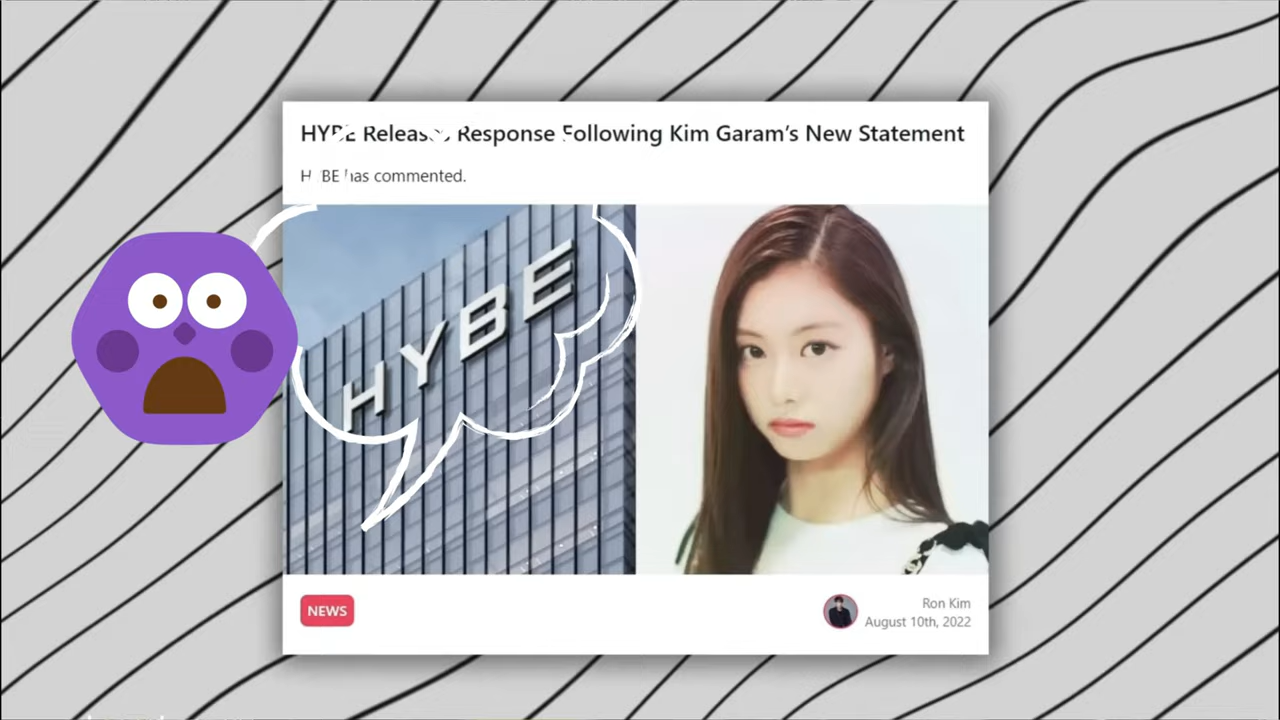 HYBE Releases Response Following Kim Garam's New Statement
HYBE has commented.
HYBE
NEWS
Ron Kim
August 10th, 2022